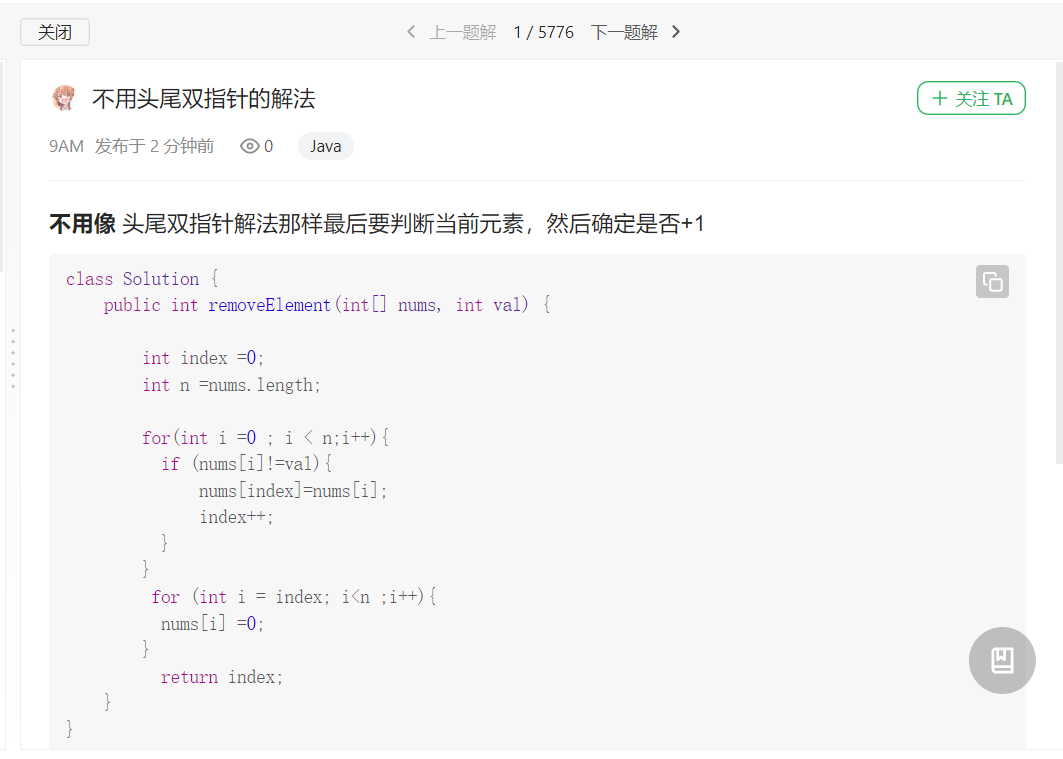 关闭
上一题解 1 / 5776 下一题解
不用头尾双指针的解法
+ 关注 TA
9AM 发布于 2 分钟前 0 Java
不用像 头尾双指针解法那样最后要判断当前元素，然后确定是否+1
class Solution {
    public int removeElement(int[] nums, int val) {
        int index =0;
        int n =nums.length;
        for(int i =0 ; i < n;i++){
          if (nums[i]!=val){
              nums[index]=nums[i];
              index++;
          }
        }
         for (int i = index; i<n ;i++){
          nums[i] =0;
        }
          return index;
    }
}